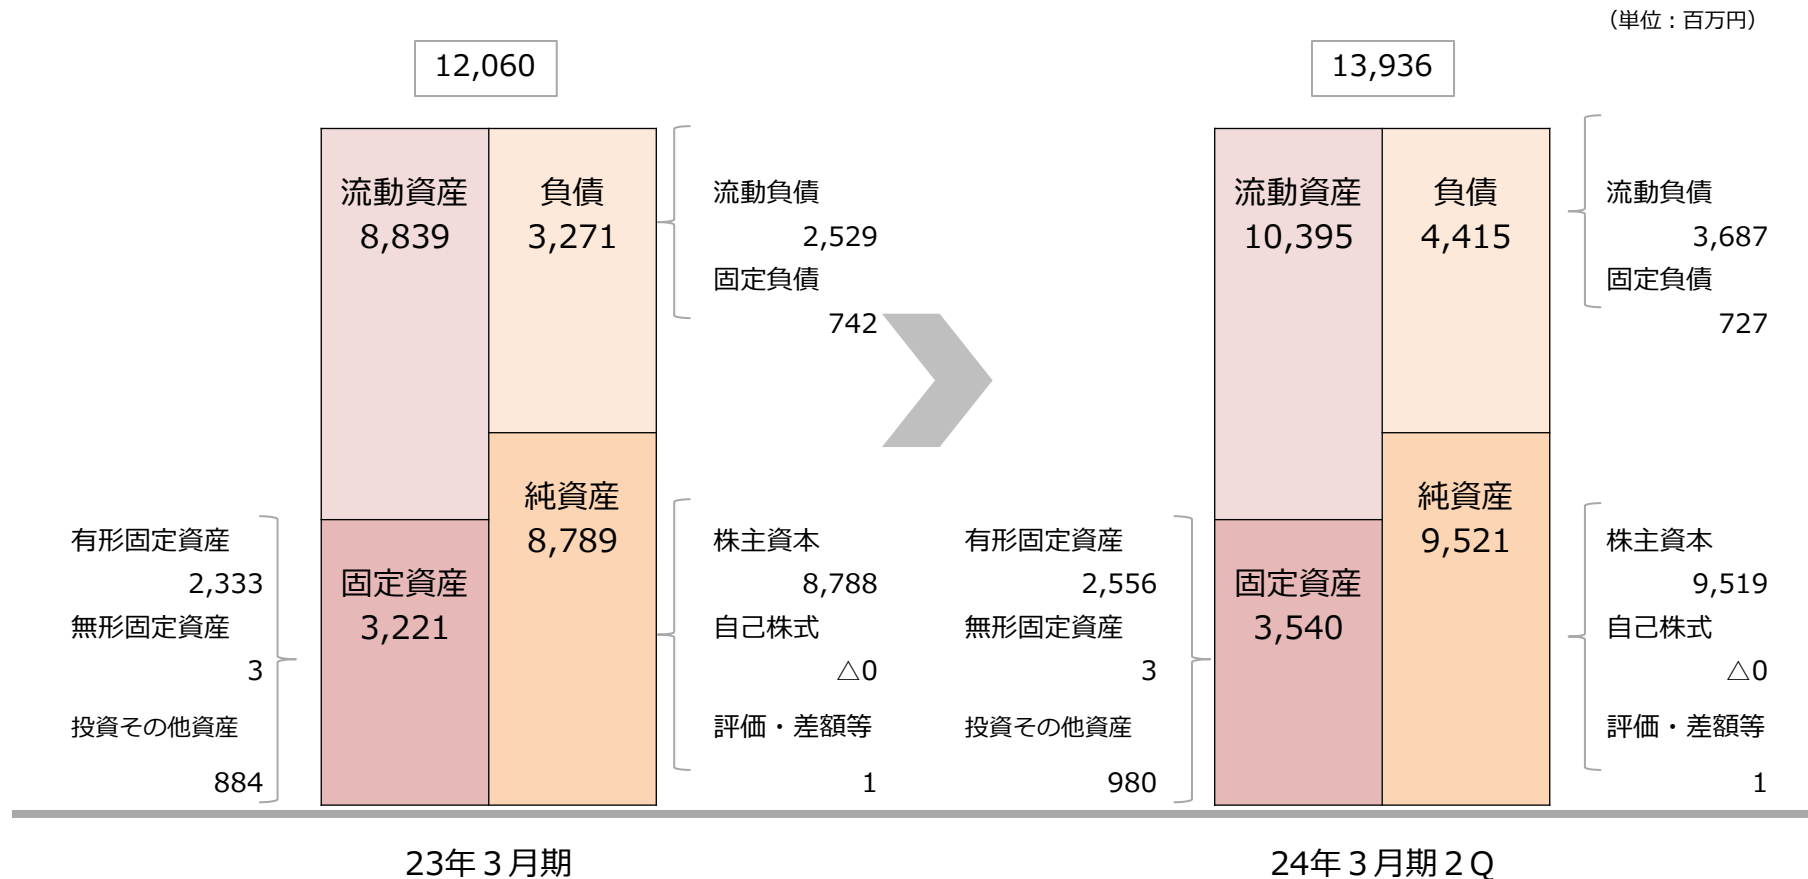 （単位：百万円）
12,060
流動資産
8,839
負債
3,271
流動負債
2,529
固定負債
742
純資産
8,789
固定資産
3,221
有形固定資産
2,333
無形固定資産
3
投資その他資産
884
株主資本
8,788
自己株式
△0
評価・差額等
1
23年３月期
13,936
流動資産
10,395
負債
4,415
流動負債
3,687
固定負債
727
純資産
9,521
固定資産
3,540
有形固定資産
2,556
無形固定資産
3
投資その他資産
980
株主資本
9,519
自己株式
△0
評価・差額等
1
24年３月期２Q